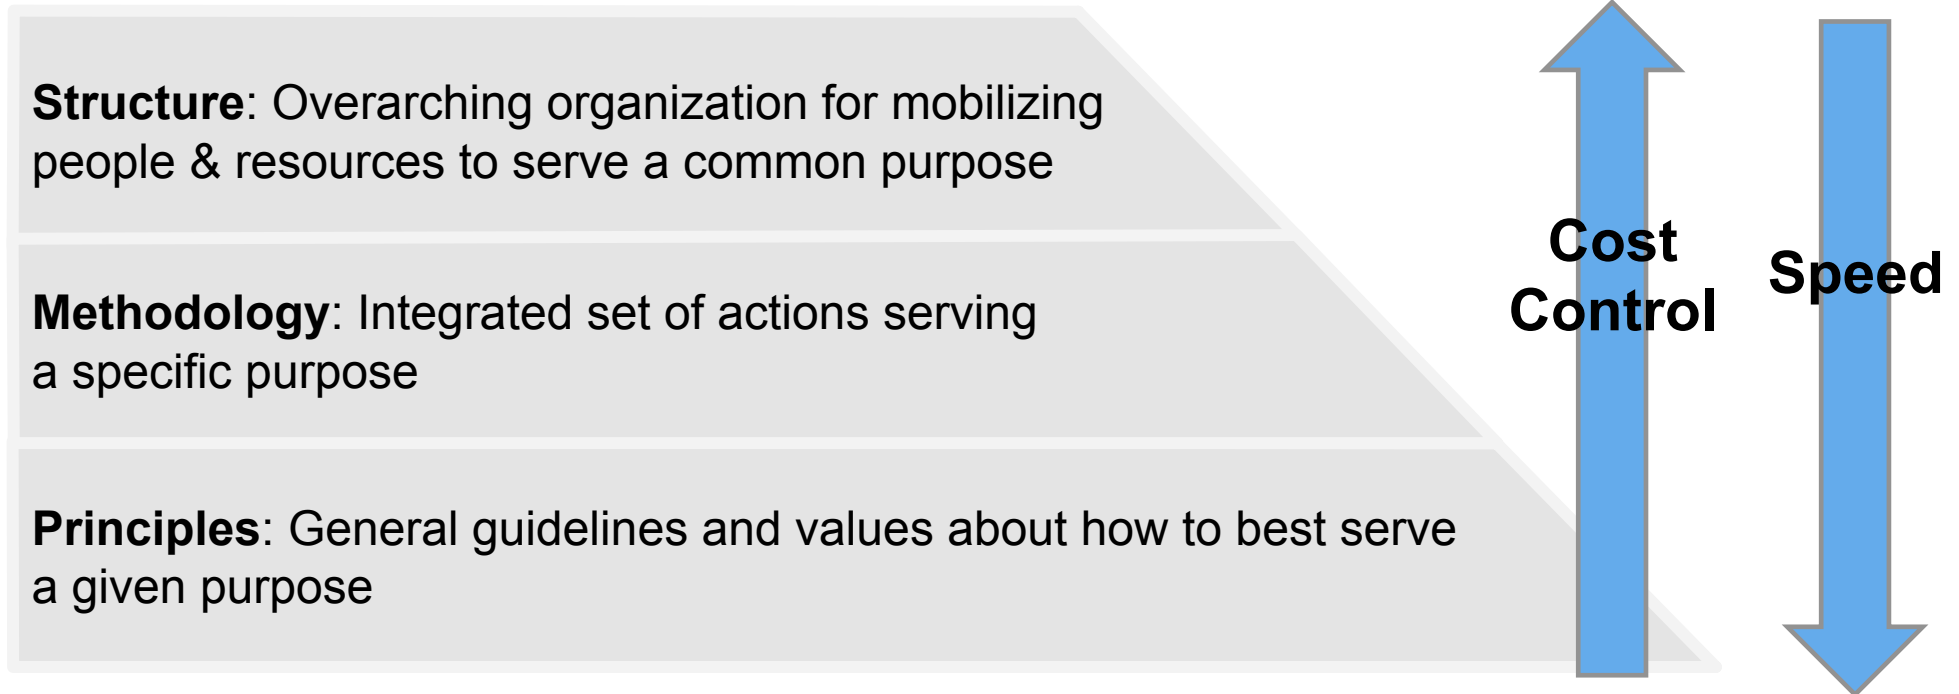 Structure: Overarching organization for mobilizing
people & resources to serve a common purpose
Methodology: Integrated set of actions serving
a specific purpose
Principles: General guidelines and values about how to best serve
a given purpose
Cost
Control
Speed